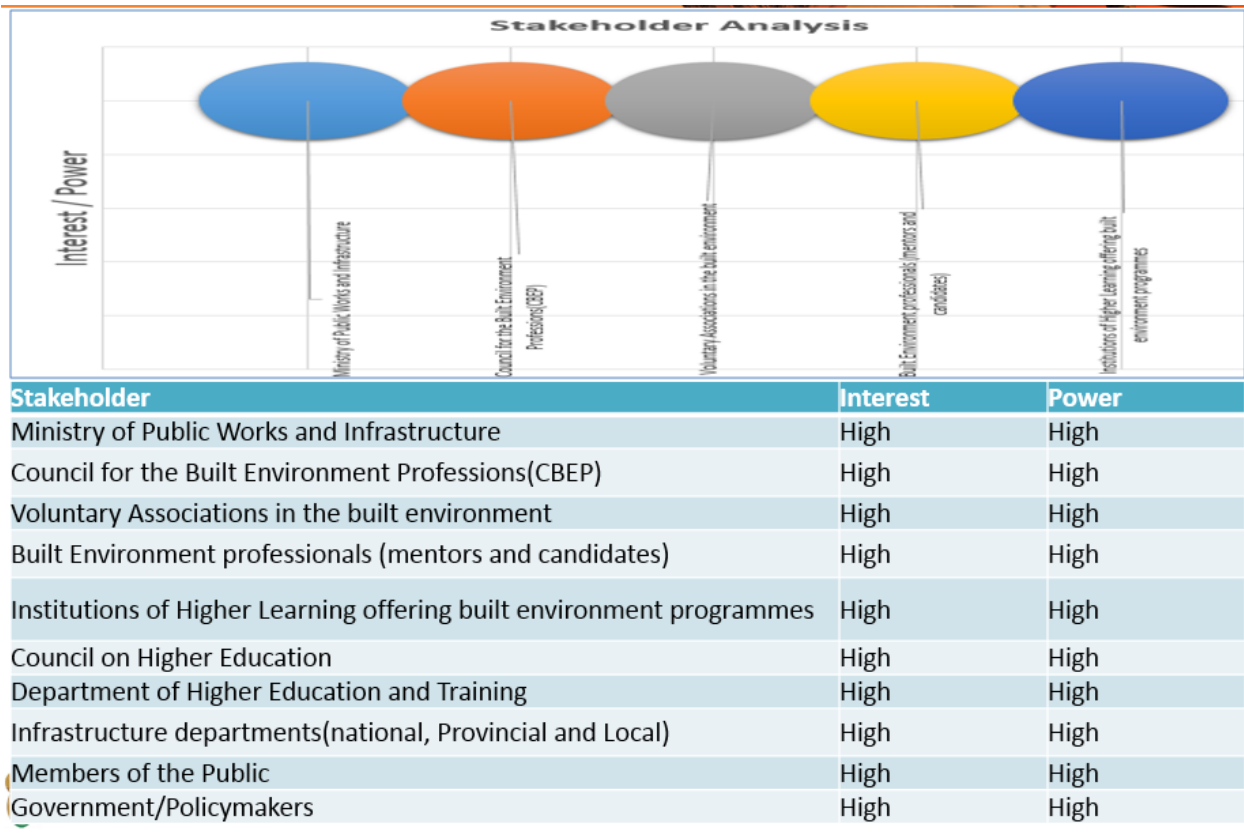 Stakeholder Analysis
Interest / Power
Ministry of Public Works and Infrastructure
Council for the Built Environment
Professions(CBEP)
Voluntary Associations in the built environment
Built Environment professionals (mentors and
candidates)
Institutions of Higher Learning offering built
environment programmes
Stakeholder Interest Power
Ministry of Public Works and Infrastructure High High
Council for the Built Environment Professions(CBEP) High High
Voluntary Associations in the built environment High High
Built Environment professionals (mentors and candidates) High High
Institutions of Higher Learning offering built environment programmes High High
Council on Higher Education High High
Department of Higher Education and Training High High
Infrastructure departments(national, Provincial and Local) High High
Members of the Public High High
Government/Policymakers High High